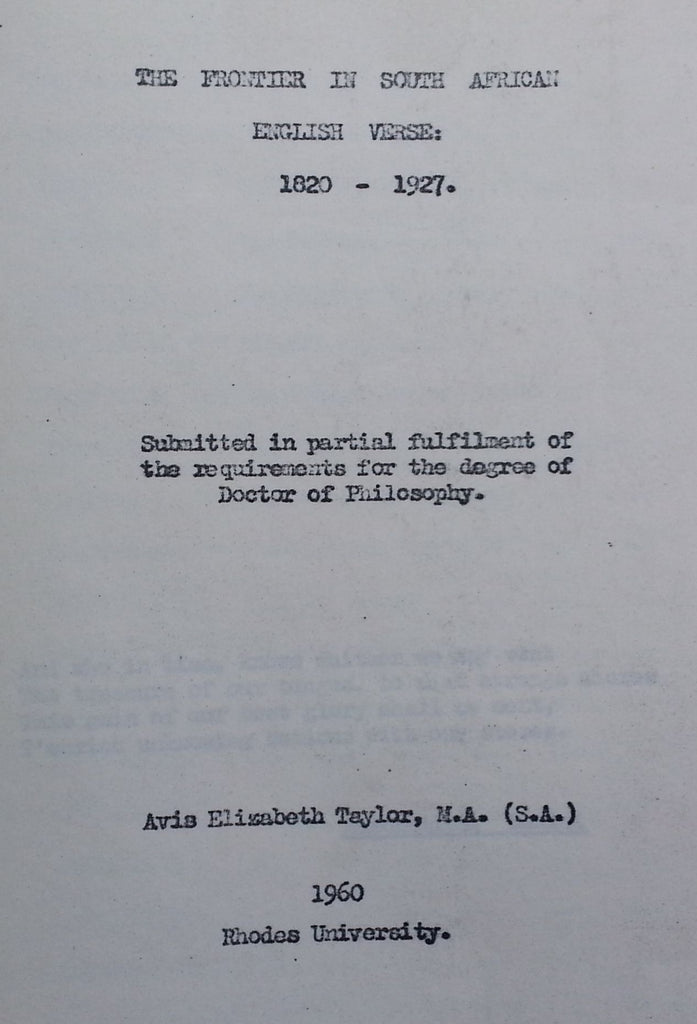 THE FRONTIER IN SOUTH AFRICAN
ENGLISH VERSE:
1820 - 1927.
Submitted in partial fulfilment of
the requirements for the degree of
Doctor of Philosophy.
Avis Elizabeth Taylor, M.A. (S.A.)
1960
Rhodes University.